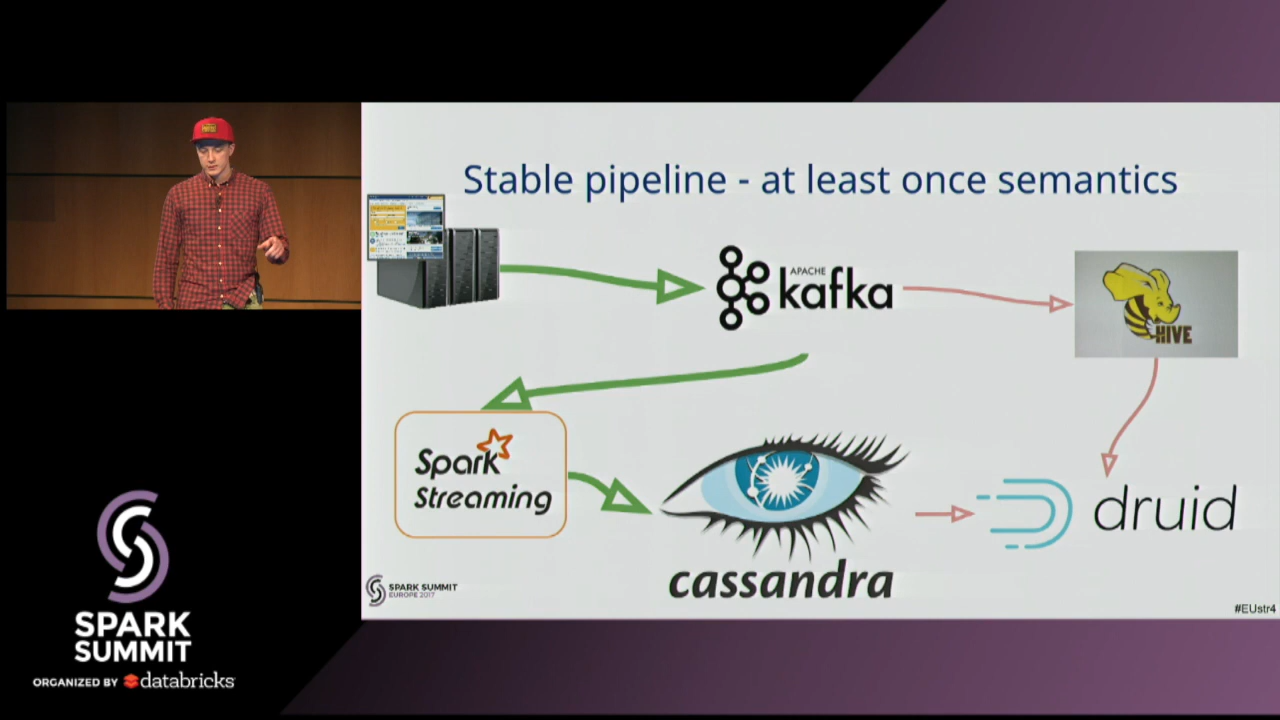 Stable pipeline - at least once semantics
APACHE
kafka
HIVE
Spark
Streaming
cassandra
druid
SPARK SUMMIT
EUROPE 2017
#EUstr4
SPARK
SUMMIT
ORGANIZED BY databricks